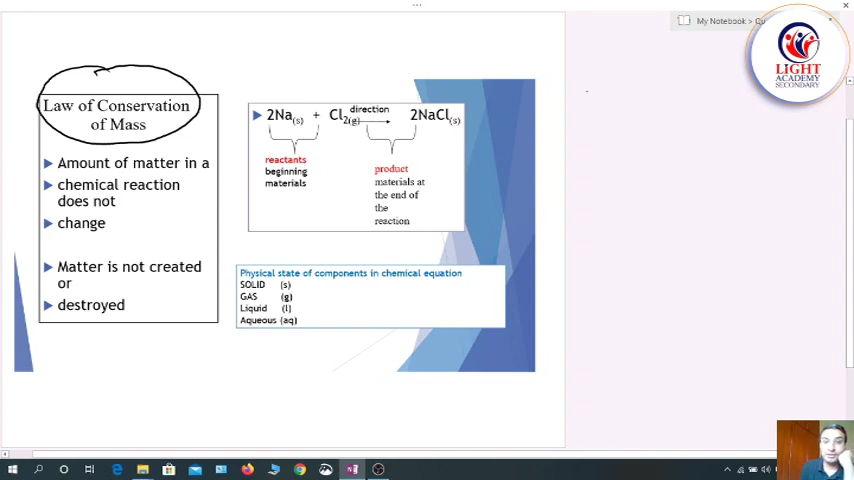 My Notebook >
LIGHT
ACADEMY
SECONDARY
Law of Conservation
of Mass
Amount of matter in a
chemical reaction
does not
change
Matter is not created
or
destroyed
direction
2Na(s) + Cl2(g) 2NaCl(s)
reactants
beginning
materials
product
materials at
the end of
the
reaction
Physical state of components in chemical equation
SOLID (s)
GAS (g)
Liquid (l)
Aqueous (aq)